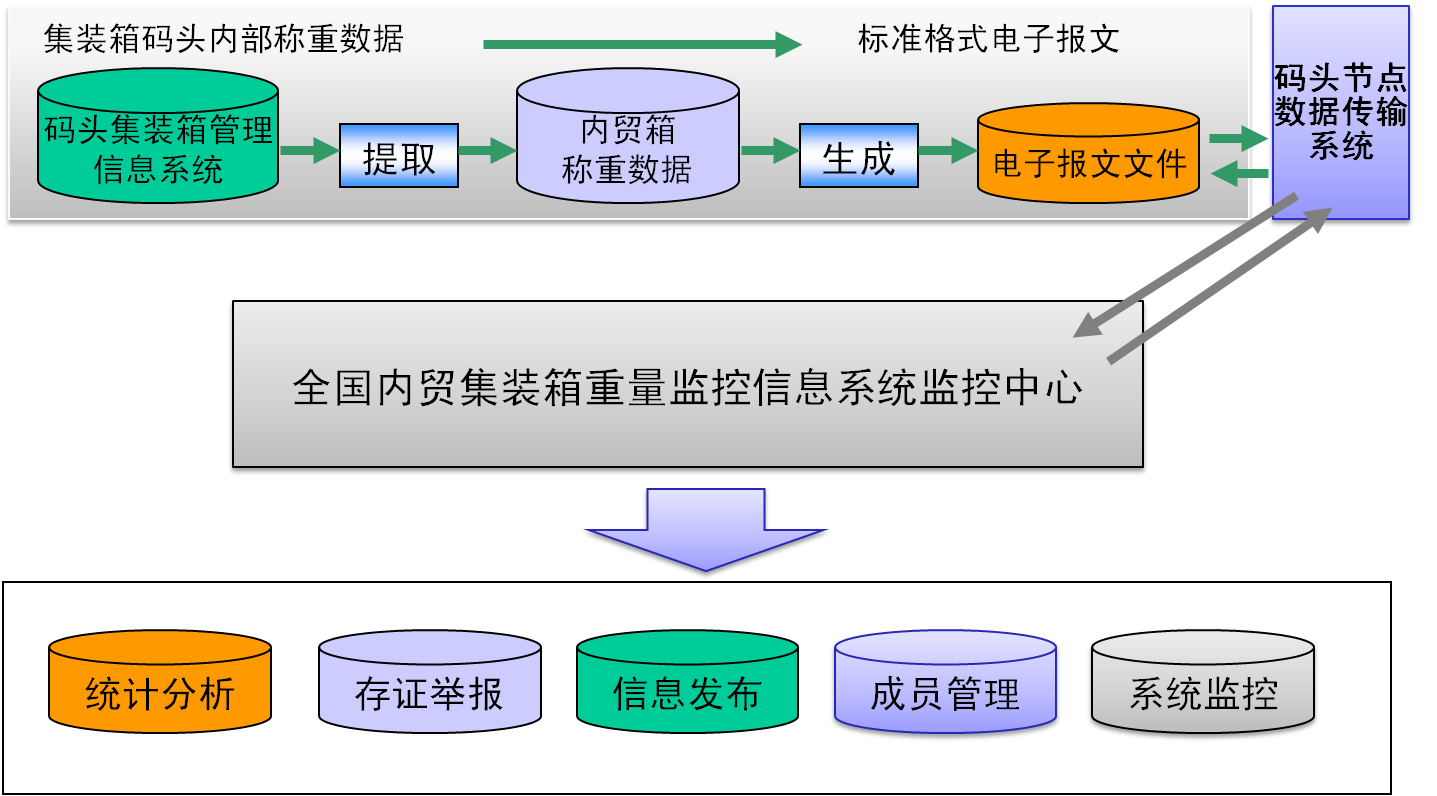 集装箱码头内部称重数据
标准格式电子报文
码头集装箱管理
信息系统
提取
内贸箱
称重数据
生成
电子报文文件
码头节点
数据传输
系统
全国内贸集装箱重量监控信息系统监控中心
统计分析
存证举报
信息发布
成员管理
系统监控